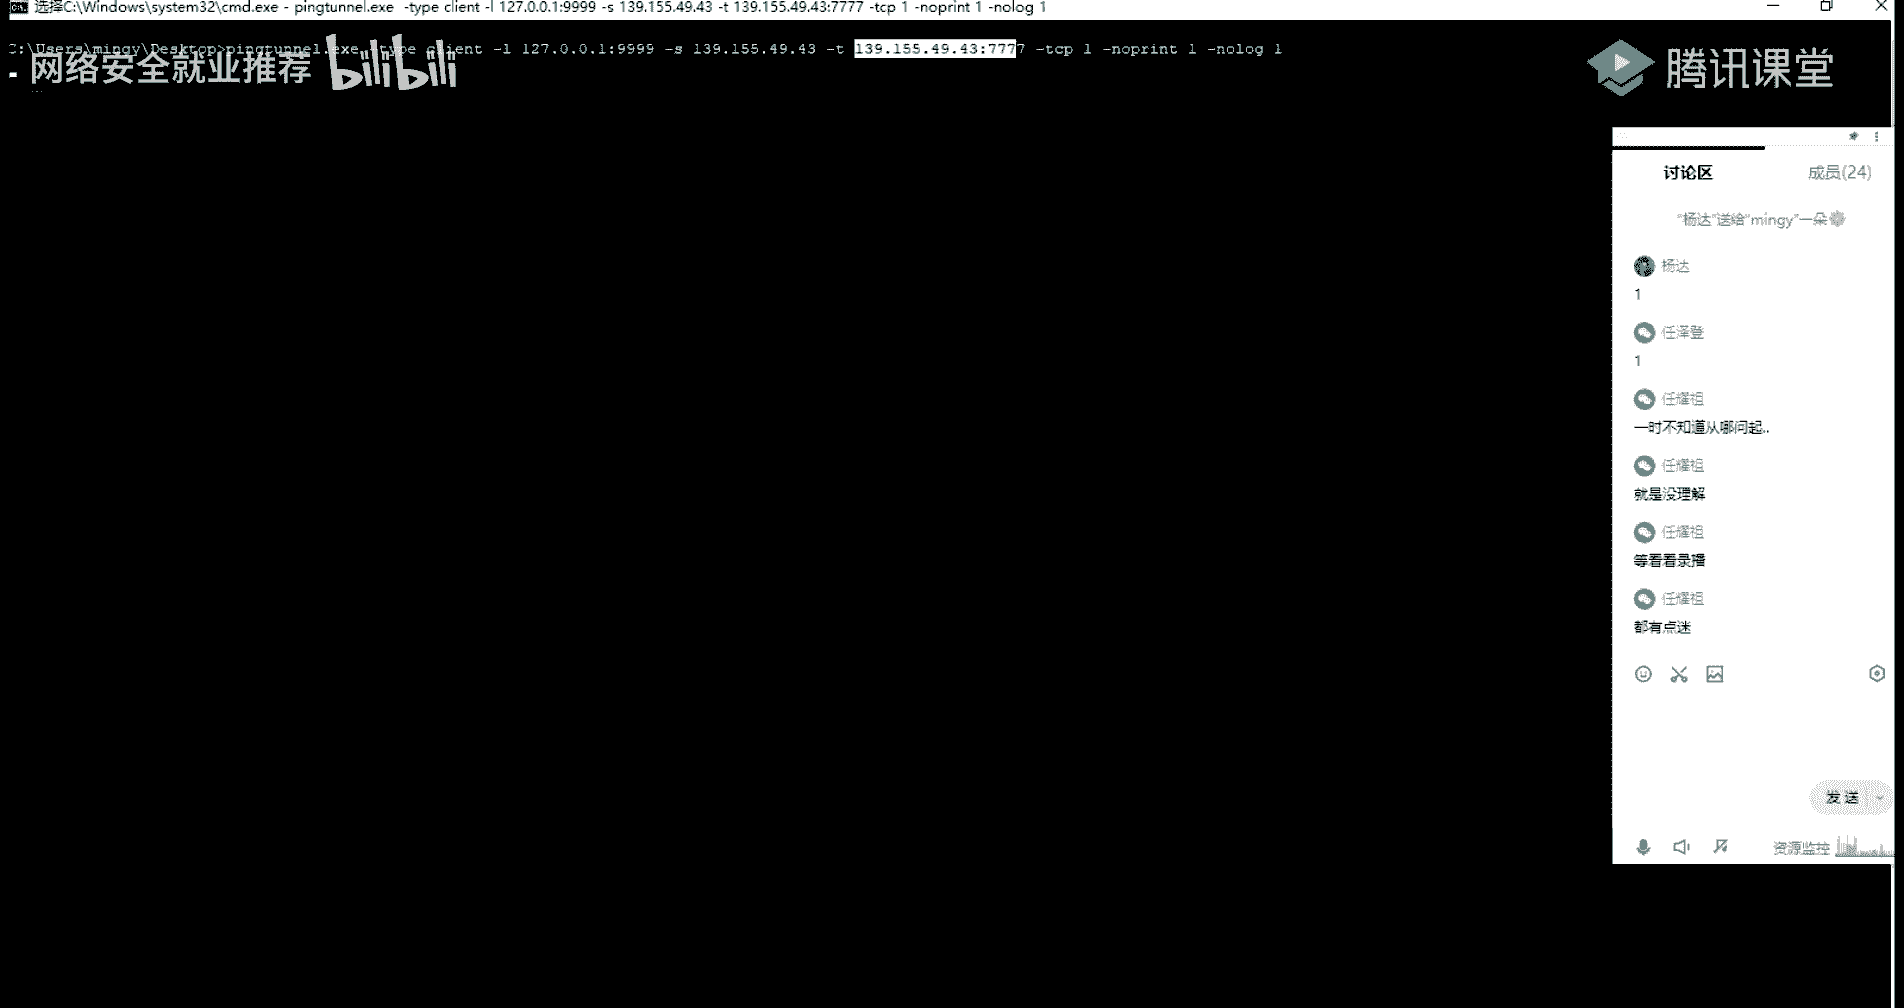 选择C:\Windows\system32\cmd.exe - pingtunnel.exe  -type client -l 127.0.0.1:9999 -s 139.155.49.43 -t 139.155.49.43:7777 -tcp 1 -noprint 1 -nolog 1
C:\Users\mingy\Desktop>pingtunnel.exe -type client -l 127.0.0.1:9999 -s 139.155.49.43 -t 139.155.49.43:7777 -tcp 1 -noprint 1 -nolog 1
网络安全就业推荐 bilibili
腾讯课堂
讨论区 成员(24)
"杨达"送给"mingy"一朵
杨达
1
任泽登
1
任耀祖
一时不知道从哪问起..
任耀祖
就是没理解
任耀祖
等看看录播
任耀祖
都有点迷
发送
资源监控